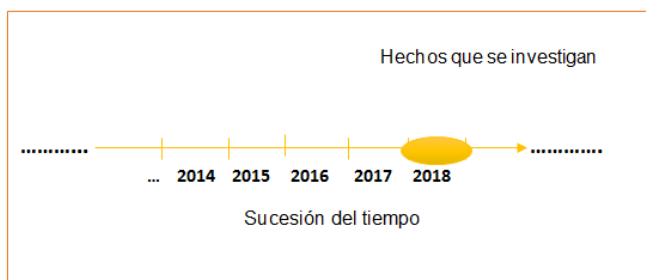 Hechos que se investigan
………… ………….
... 2014 2015 2016 2017 2018
Sucesión del tiempo